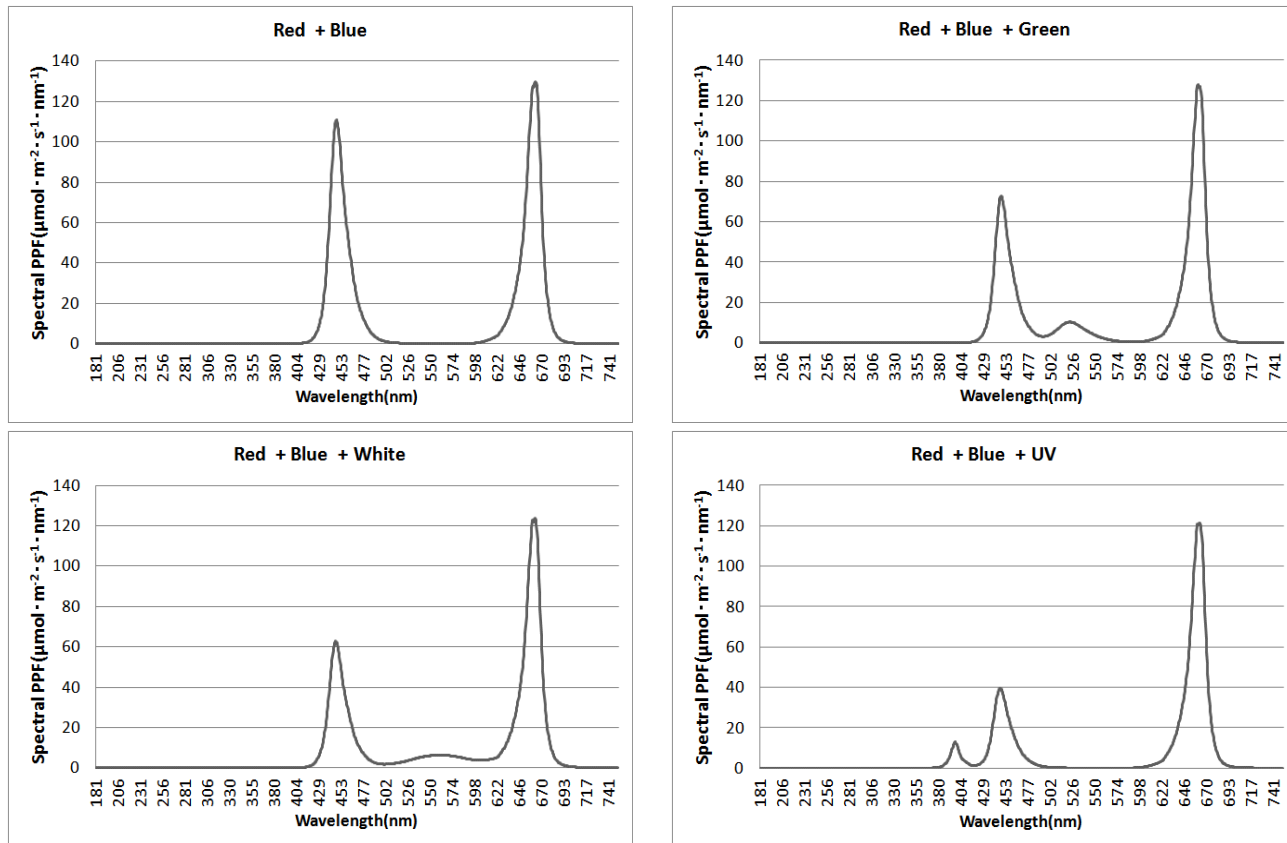 Red + Blue
Spectral PPF(μmol・m⁻²・s⁻¹・nm⁻¹)
140
120
100
80
60
40
20
0
181 206 231 256 281 306 330 355 380 404 429 453 477 502 526 550 574 598 622 646 670 693 717 741
Wavelength(nm)
Red + Blue + Green
Spectral PPF(μmol・m⁻²・s⁻¹・nm⁻¹)
140
120
100
80
60
40
20
0
181 206 231 256 281 306 330 355 380 404 429 453 477 502 526 550 574 598 622 646 670 693 717 741
Wavelength(nm)
Red + Blue + White
Spectral PPF(μmol・m⁻²・s⁻¹・nm⁻¹)
140
120
100
80
60
40
20
0
181 206 231 256 281 306 330 355 380 404 429 453 477 502 526 550 574 598 622 646 670 693 717 741
Wavelength(nm)
Red + Blue + UV
Spectral PPF(μmol・m⁻²・s⁻¹・nm⁻¹)
140
120
100
80
60
40
20
0
181 206 231 256 281 306 330 355 380 404 429 453 477 502 526 550 574 598 622 646 670 693 717 741
Wavelength(nm)